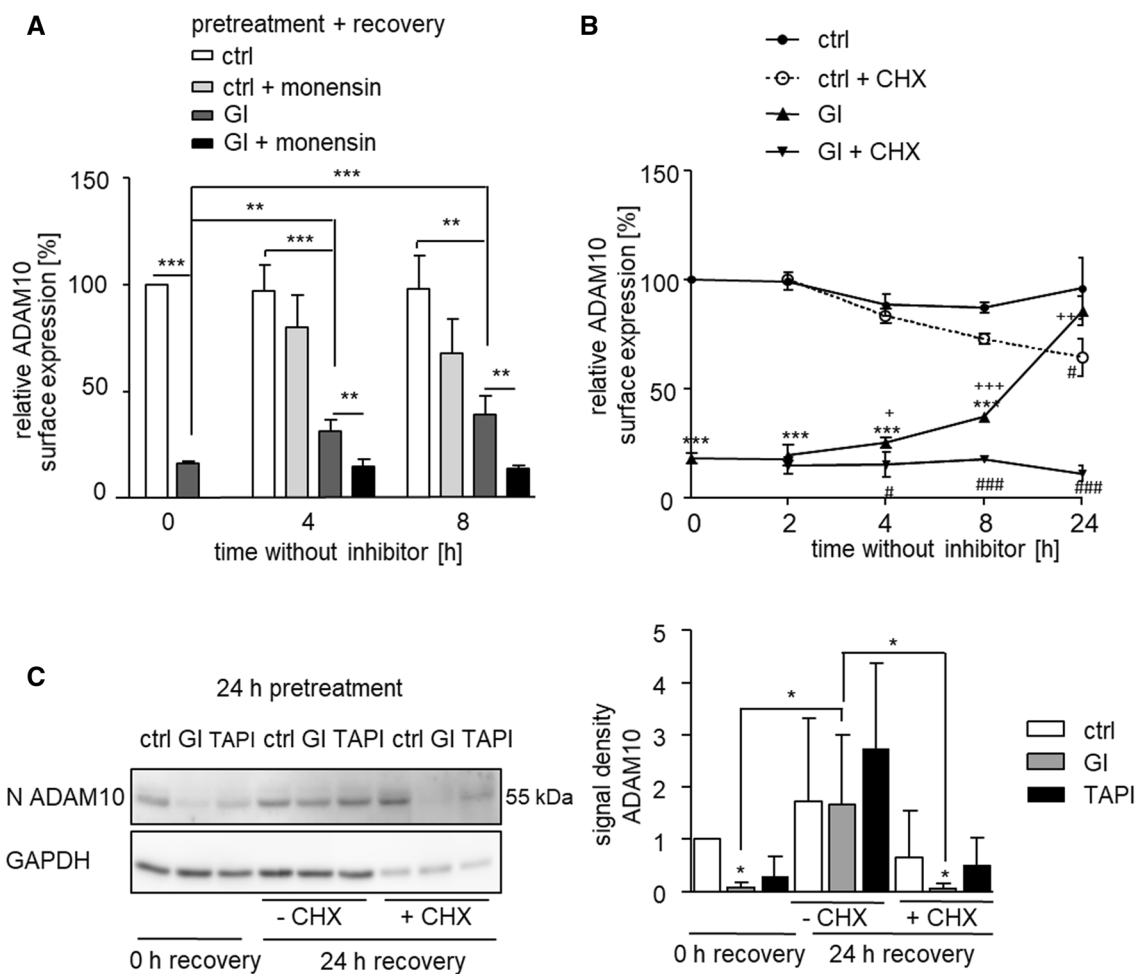 A
pretreatment + recovery
ctrl
ctrl + monensin
GI
GI + monensin
relative ADAM10
surface expression [%]
150
100
50
0
***
**
***
***
**
**
**
0 4 8
time without inhibitor [h]
B
ctrl
ctrl + CHX
GI
GI + CHX
relative ADAM10
surface expression [%]
150
100
50
0
***
***
+
***
+++
***
++
#
#
###
###
0 2 4 8 24
time without inhibitor [h]
C
24 h pretreatment
ctrl GI TAPI ctrl GI TAPI ctrl GI TAPI
N ADAM10
55 kDa
GAPDH
- CHX + CHX
0 h recovery 24 h recovery
signal density
ADAM10
5
4
3
2
1
0
*
*
*
*
ctrl
GI
TAPI
- CHX + CHX
0 h recovery 24 h recovery